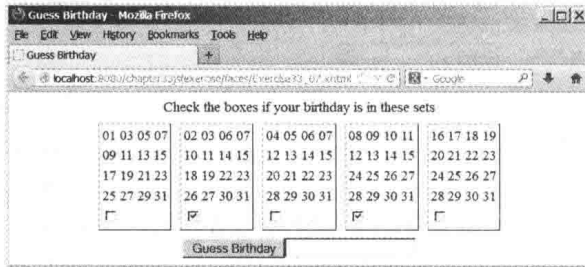 Guess Birthday - Mozilla Firefox
File Edit View History Bookmarks Tools Help
Guess Birthday +
localhost:8080/chapter33jsfexercise/faces/Exercise33_07.xhtml Google
Check the boxes if your birthday is in these sets
01 03 05 07 02 03 06 07 04 05 06 07 08 09 10 11 16 17 18 19
09 11 13 15 10 11 14 15 12 13 14 15 12 13 14 15 20 21 22 23
17 19 21 23 18 19 22 23 20 21 22 23 24 25 26 27 24 25 26 27
25 27 29 31 26 27 30 31 28 29 30 31 28 29 30 31 28 29 30 31
Guess Birthday